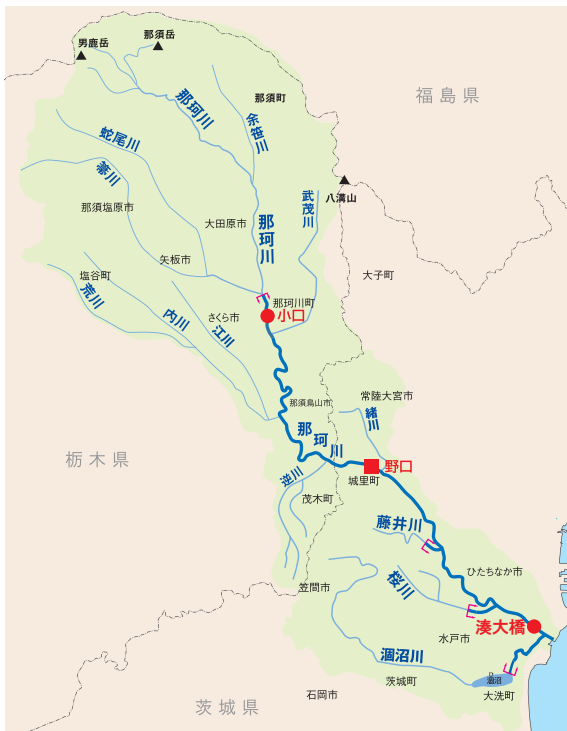 那須岳
男鹿岳
福島県
那珂川
那須町
余笹川
蛇尾川
箒川
八溝山
武茂川
那須塩原市
大田原市
那珂川
矢板市
大子町
塩谷町
荒川
那珂川町
小口
内川
さくら市
江川
常陸大宮市
那須烏山市
緒川
那珂川
栃木県
野口
逆川
城里町
茂木町
藤井川
ひたちなか市
桜川
笠間市
湊大橋
水戸市
涸沼川
茨城町
涸沼
石岡市
大洗町
茨城県